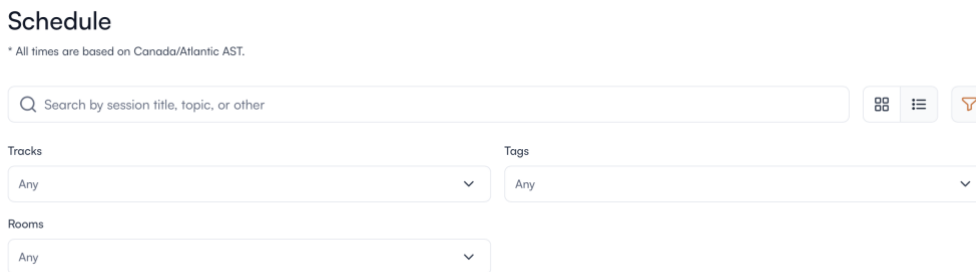 Schedule
* All times are based on Canada/Atlantic AST.
Search by session title, topic, or other
Tracks
Tags
Any
Any
Rooms
Any